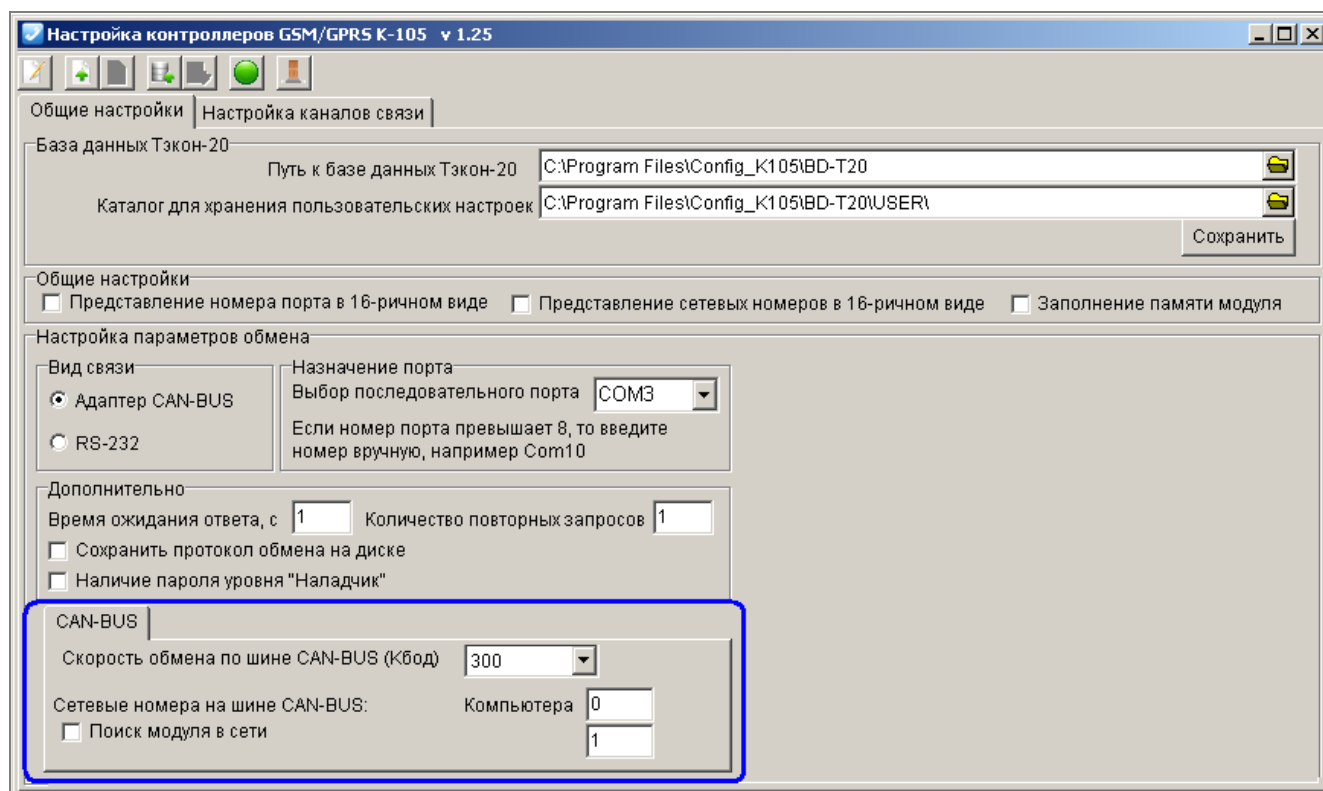 Настройка контроллеров GSM/GPRS K-105 v 1.25
Общие настройки Настройка каналов связи
База данных Тэкон-20
Путь к базе данных Тэкон-20 C:\Program Files\Config_K105\BD-T20
Каталог для хранения пользовательских настроек C:\Program Files\Config_K105\BD-T20\USER\
Сохранить
Общие настройки
Представление номера порта в 16-ричном виде Представление сетевых номеров в 16-ричном виде Заполнение памяти модуля
Настройка параметров обмена
Вид связи
Адаптер CAN-BUS
RS-232
Назначение порта
Выбор последовательного порта COM3
Если номер порта превышает 8, то введите
номер вручную, например Com10
Дополнительно
Время ожидания ответа, с 1 Количество повторных запросов 1
Сохранить протокол обмена на диске
Наличие пароля уровня "Наладчик"
CAN-BUS
Скорость обмена по шине CAN-BUS (Кбод) 300
Сетевые номера на шине CAN-BUS: Компьютера 0
Поиск модуля в сети 1